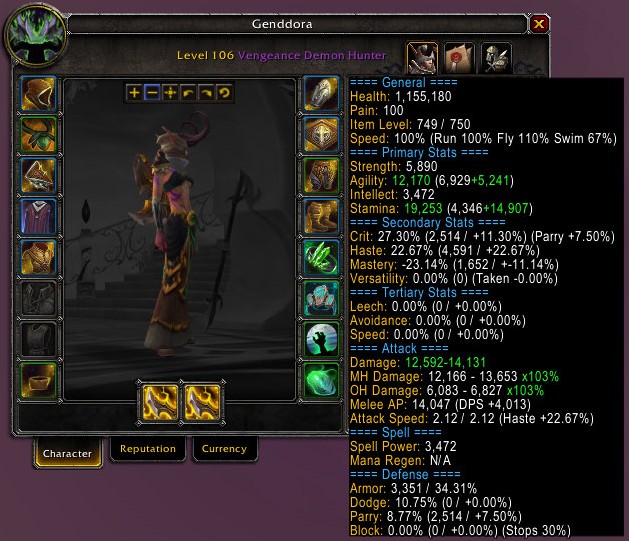 Genddora
Level 106 Vengeance Demon Hunter
==== General ====
Health: 1,155,180
Pain: 100
Item Level: 749 / 750
Speed: 100% (Run 100% Fly 110% Swim 67%)
==== Primary Stats ====
Strength: 5,890
Agility: 12,170 (6,929+5,241)
Intellect: 3,472
Stamina: 19,253 (4,346+14,907)
==== Secondary Stats ====
Crit: 27.30% (2,514 / +11.30%) (Parry +7.50%)
Haste: 22.67% (4,591 / +22.67%)
Mastery: -23.14% (1,652 / +-11.14%)
Versatility: 0.00% (0) (Taken -0.00%)
==== Tertiary Stats ====
Leech: 0.00% (0 / +0.00%)
Avoidance: 0.00% (0 / +0.00%)
Speed: 0.00% (0 / +0.00%)
==== Attack ====
Damage: 12,592-14,131
MH Damage: 12,166 - 13,653 x103%
OH Damage: 6,083 - 6,827 x103%
Melee AP: 14,047 (DPS +4,013)
Attack Speed: 2.12 / 2.12 (Haste +22.67%)
==== Spell ====
Spell Power: 3,472
Mana Regen: N/A
==== Defense ====
Armor: 3,351 / 34.31%
Dodge: 10.75% (0 / +0.00%)
Parry: 8.77% (2,514 / +7.50%)
Block: 0.00% (0 / +0.00%) (Stops 30%)
Character
Reputation
Currency